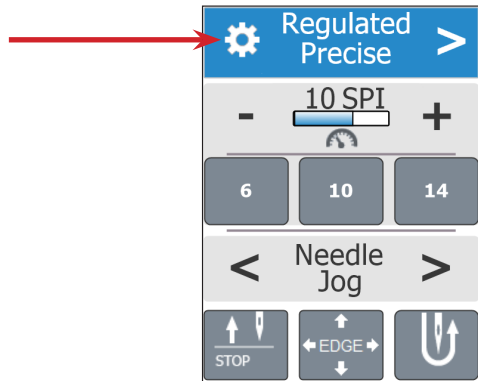 Regulated
Precise
>
- 10 SPI +
6 10 14
< Needle >
Jog
STOP
EDGE